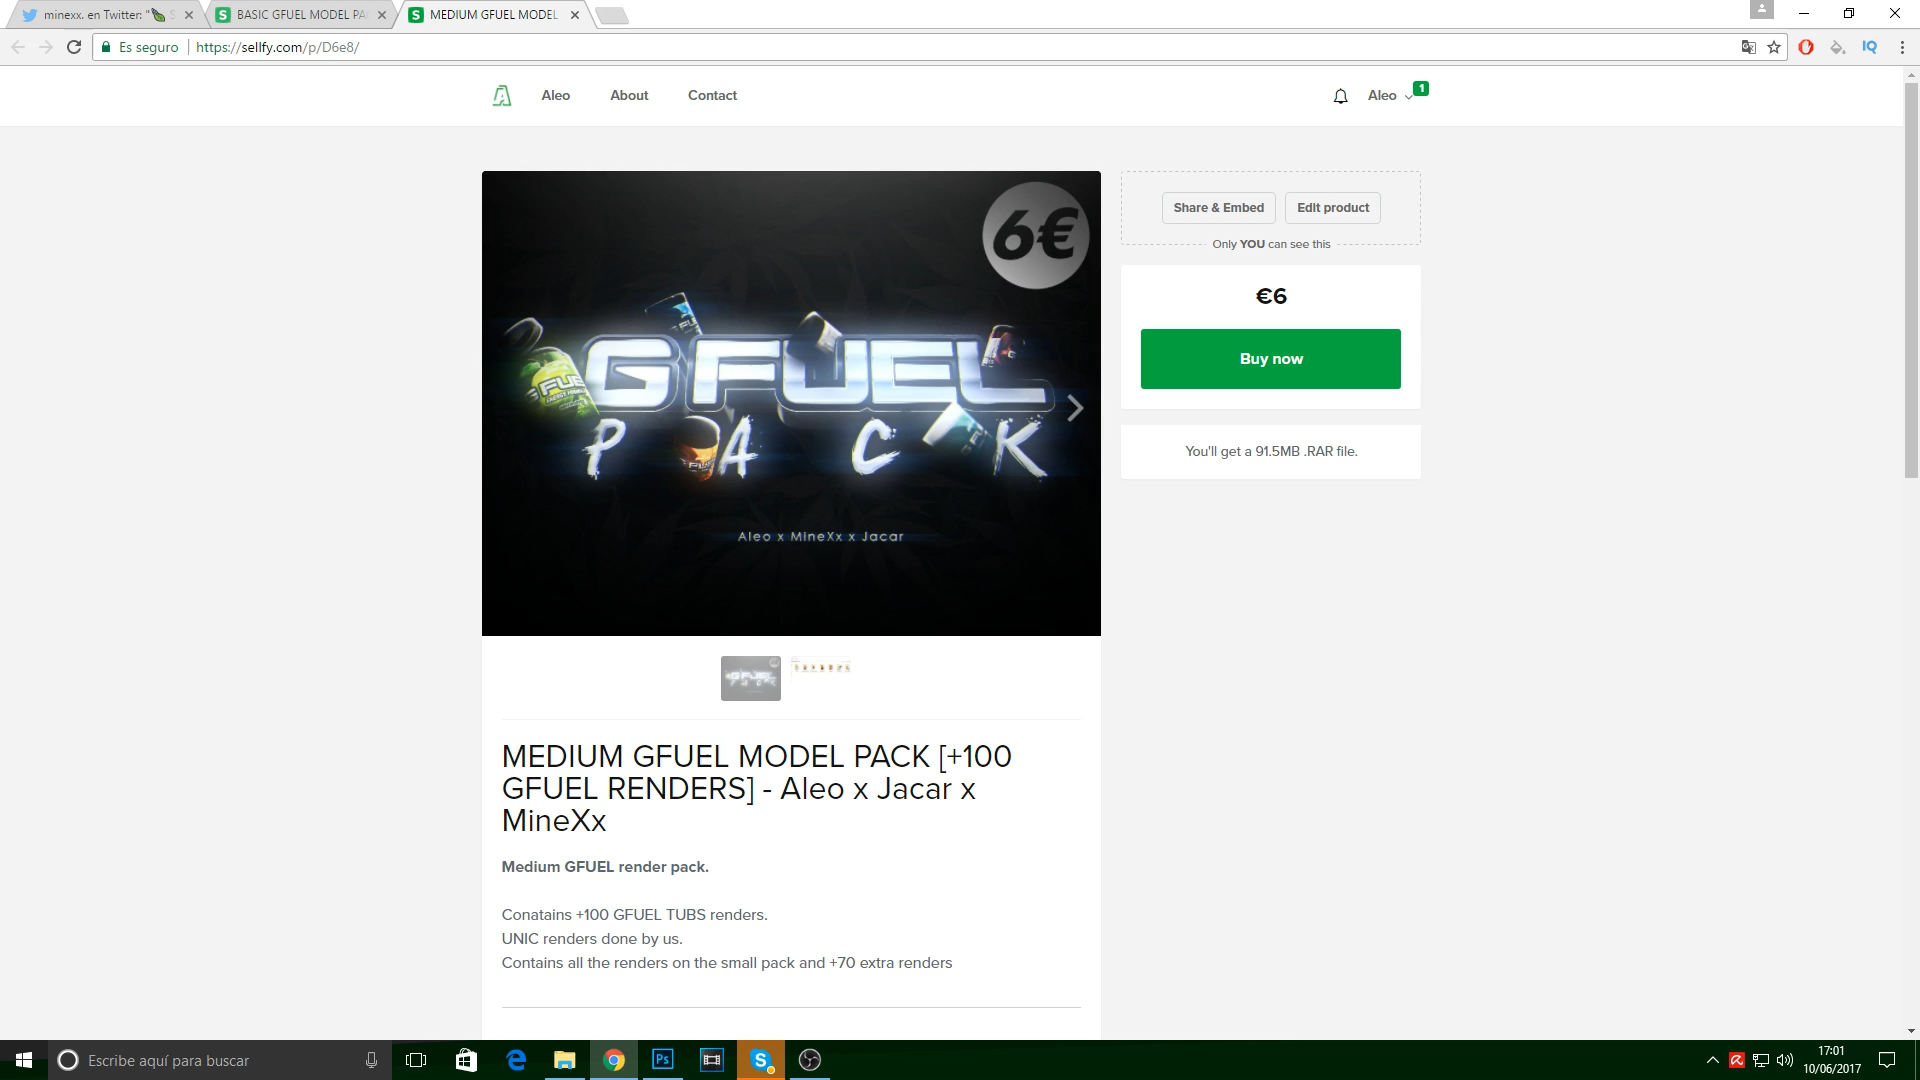 minexx. en Twitter: "
BASIC GFUEL MODEL PA
MEDIUM GFUEL MODEL
Es seguro
https://sellfy.com/p/D6e8/
IQ
Aleo
About
Contact
Aleo
1
6€
GFUEL
PACK
Aleo x MineXx x Jacar
Share & Embed
Edit product
Only YOU can see this
€6
Buy now
You'll get a 91.5MB .RAR file.
MEDIUM GFUEL MODEL PACK [+100
GFUEL RENDERS] - Aleo x Jacar x
MineXx
Medium GFUEL render pack.
Conatains +100 GFUEL TUBS renders.
UNIC renders done by us.
Contains all the renders on the small pack and +70 extra renders
Escribe aquí para buscar
Ps
17:01
10/06/2017